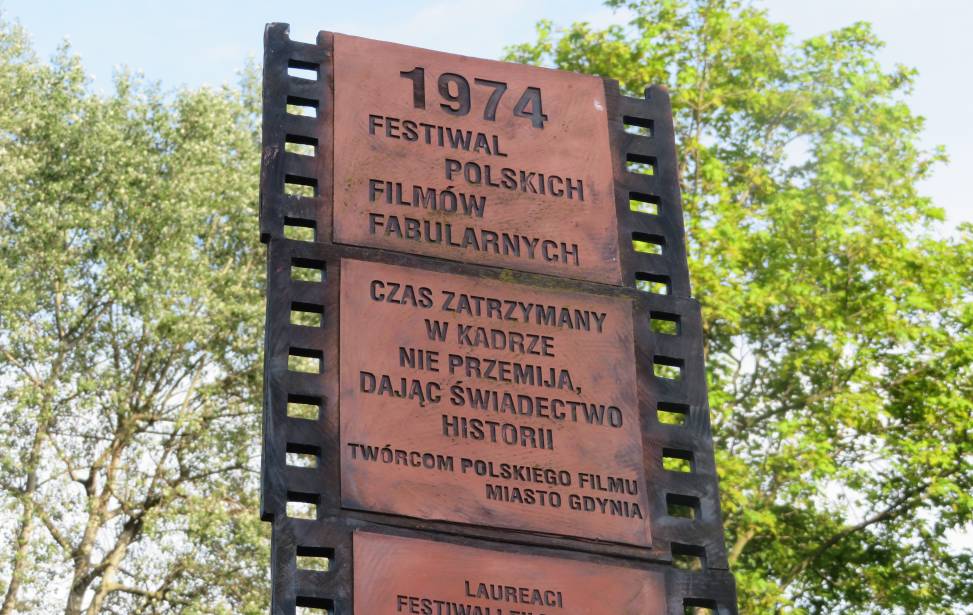 1974
FESTIWAL
POLSKICH
FILMÓW
FABULARNYCH
CZAS ZATRZYMANY
W KADRZE
NIE PRZEMIJA,
DAJĄC ŚWIADECTWO
HISTORII
TWÓRCOM POLSKIEGO FILMU
MIASTO GDYNIA
LAUREACI